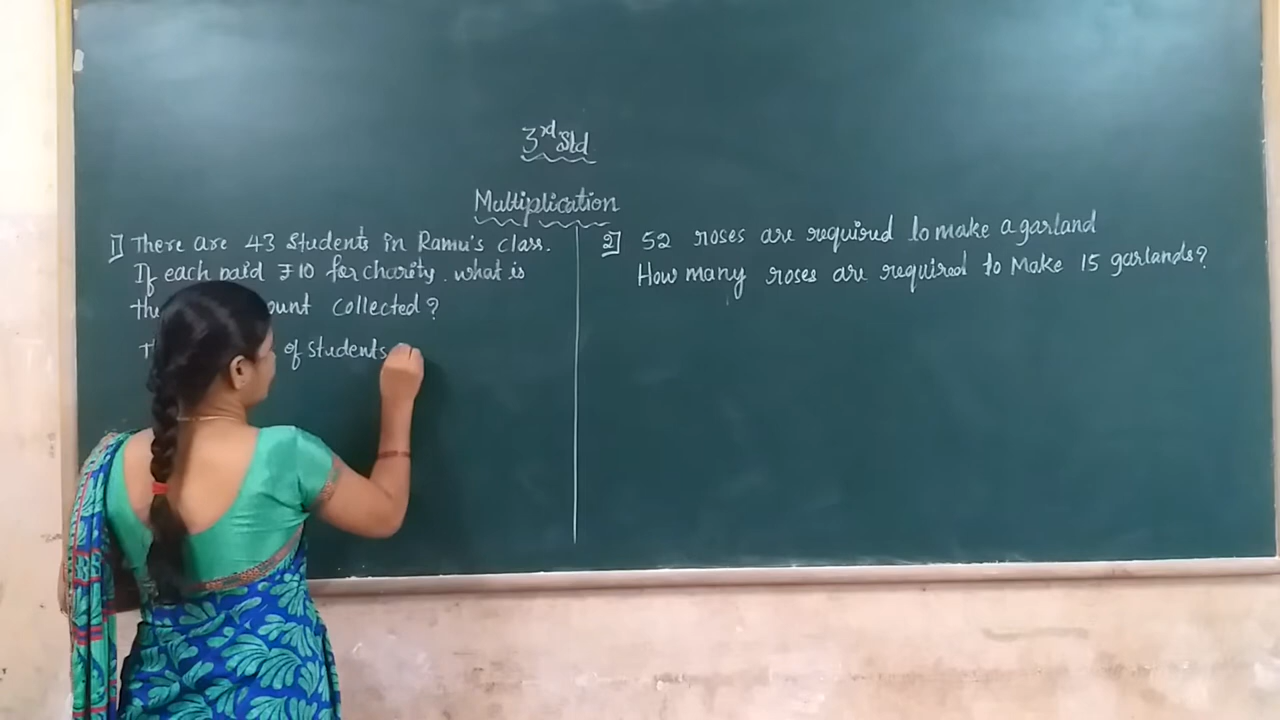 3rd Std
Multiplication
1] There are 43 students in Ramu's class.
If each paid ₹10 for charity. what is
the ount collected?
of students
2] 52 roses are required to make a garland
How many roses are required to Make 15 garlands?